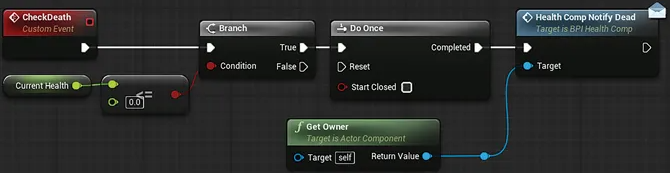 CheckDeath
Custom Event
Current Health
<=
0.0
Branch
True
Condition
False
Do Once
Completed
Reset
Start Closed
f Get Owner
Target is Actor Component
Target self
Return Value
Health Comp Notify Dead
Target is BPI Health Comp
Target